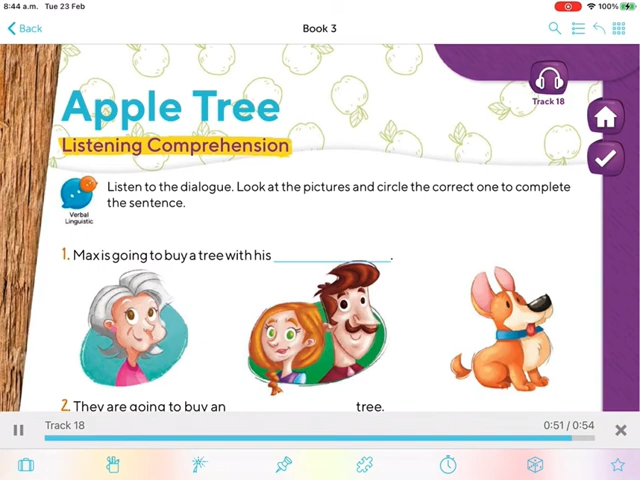 8:44 a.m. Tue 23 Feb
100%
Back
Book 3
Track 18
Apple Tree
Listening Comprehension
Verbal
Linguistic
Listen to the dialogue. Look at the pictures and circle the correct one to complete
the sentence.
1. Max is going to buy a tree with his ____________.
2. They are going to buy an ____________ tree.
Track 18
0:51 / 0:54